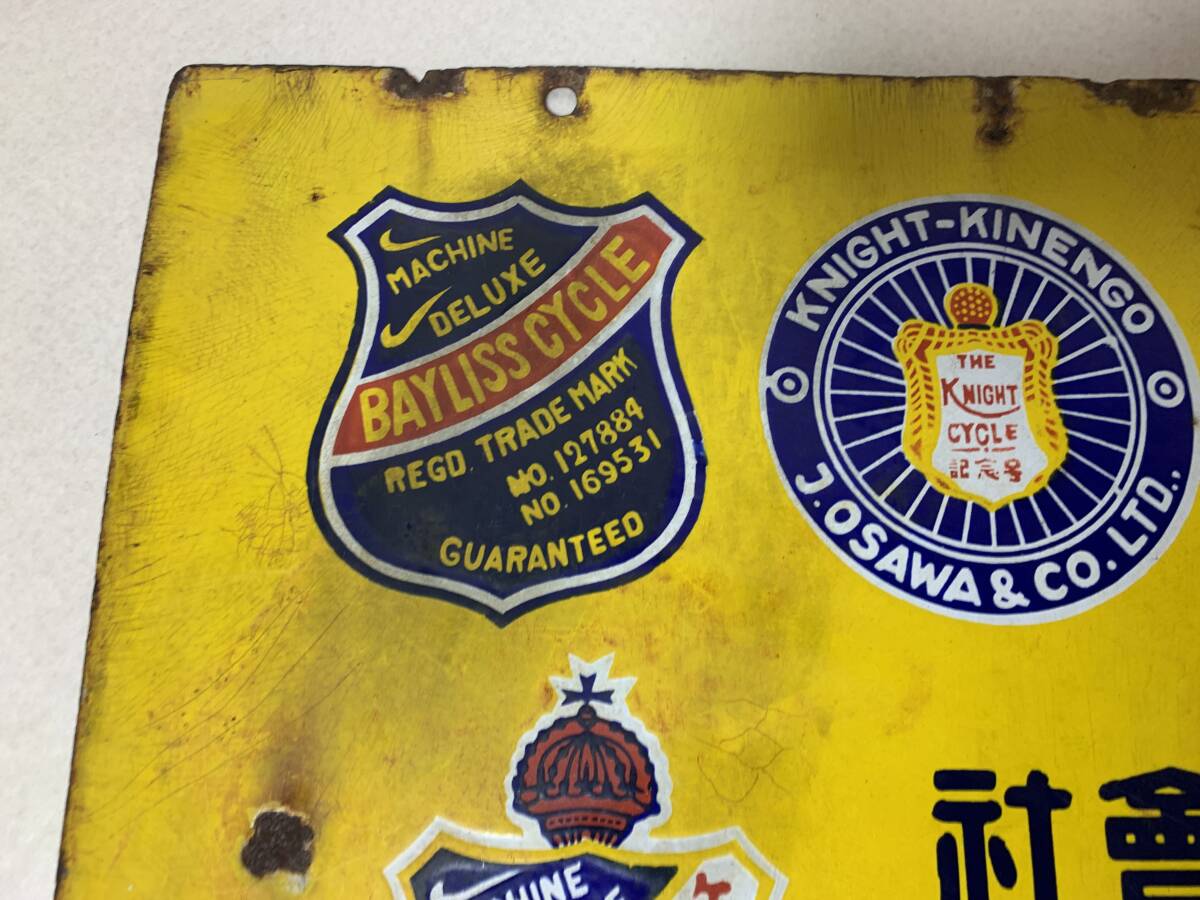 MACHINE
DELUXE
BAYLISS CYCLE
REGD. TRADE MARK
NO. 127884
NO. 169531
GUARANTEED
KNIGHT-KINENGO
THE
KNIGHT
CYCLE
記念号
J. OSAWA & CO. LTD.,
社會